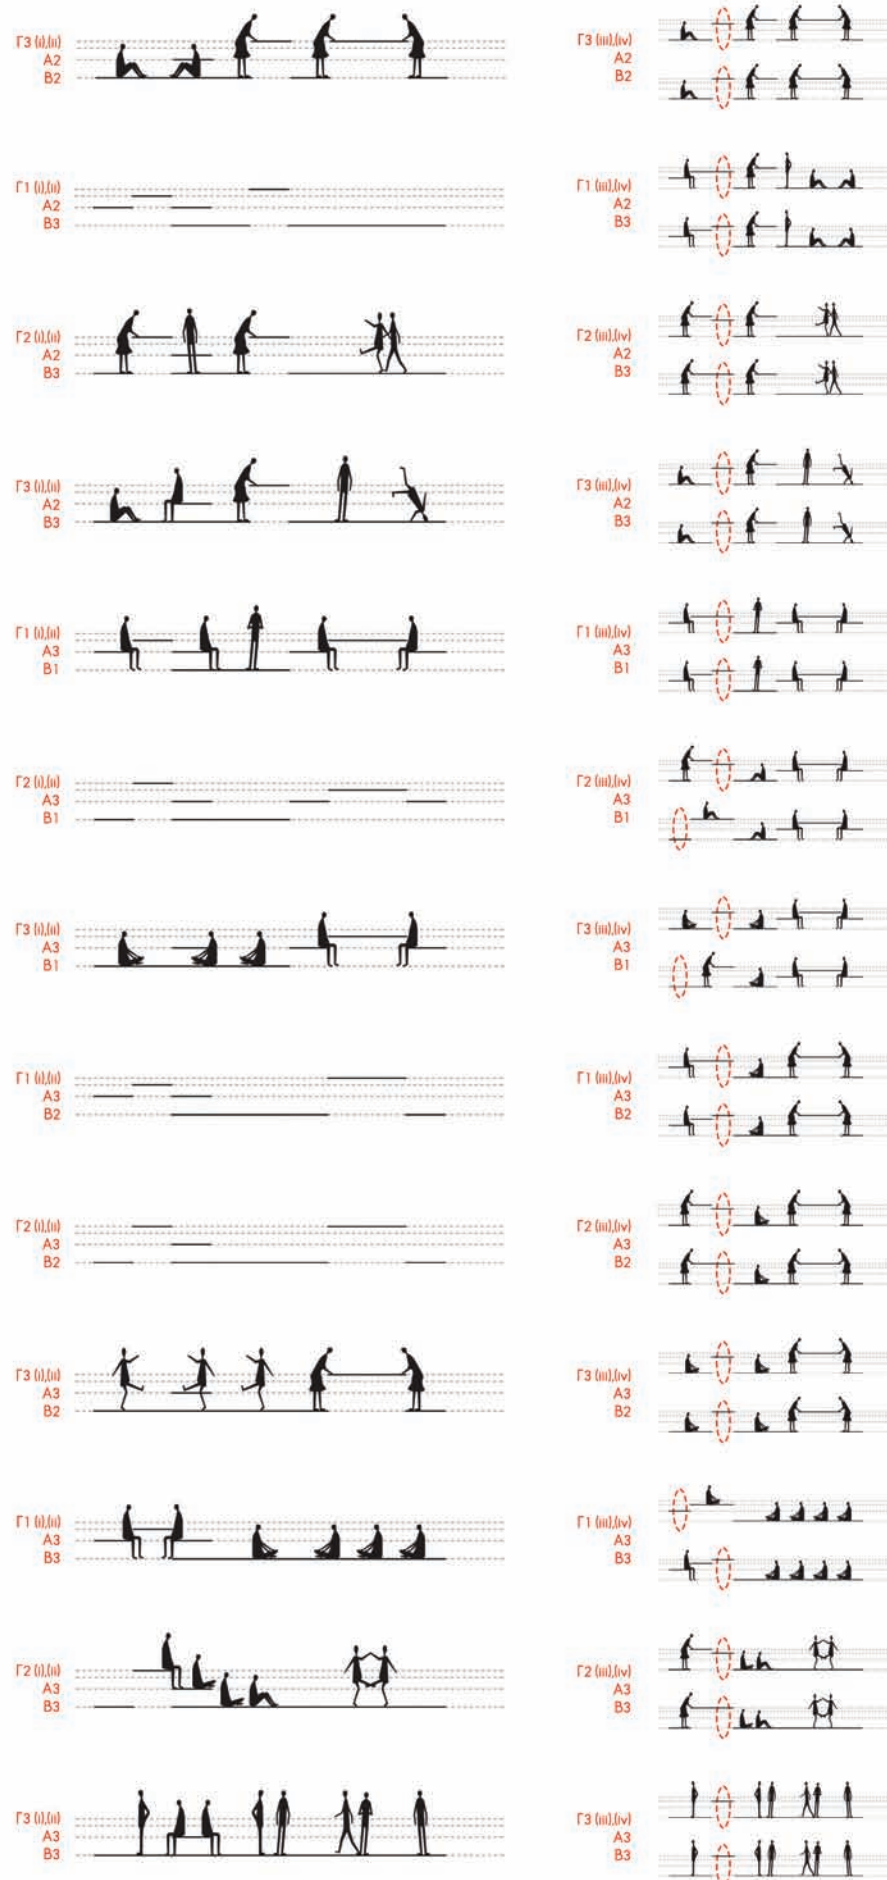 Γ3 (i),(ii)
A2
B2
Γ3 (iii),(iv)
A2
B2
Γ1 (i),(ii)
A2
B3
Γ1 (iii),(iv)
A2
B3
Γ2 (i),(ii)
A2
B3
Γ2 (iii),(iv)
A2
B3
Γ3 (i),(ii)
A2
B3
Γ3 (iii),(iv)
A2
B3
Γ1 (i),(ii)
A3
B1
Γ1 (iii),(iv)
A3
B1
Γ2 (i),(ii)
A3
B1
Γ2 (iii),(iv)
A3
B1
Γ3 (i),(ii)
A3
B1
Γ3 (iii),(iv)
A3
B1
Γ1 (i),(ii)
A3
B2
Γ1 (iii),(iv)
A3
B2
Γ2 (i),(ii)
A3
B2
Γ2 (iii),(iv)
A3
B2
Γ3 (i),(ii)
A3
B2
Γ3 (iii),(iv)
A3
B2
Γ1 (i),(ii)
A3
B3
Γ1 (iii),(iv)
A3
B3
Γ2 (i),(ii)
A3
B3
Γ2 (iii),(iv)
A3
B3
Γ3 (i),(ii)
A3
B3
Γ3 (iii),(iv)
A3
B3